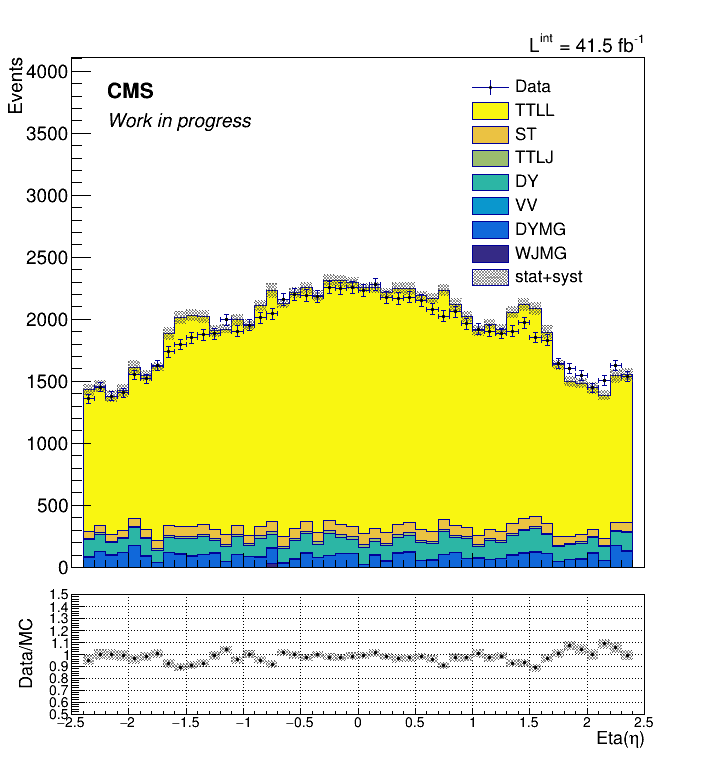 L^int = 41.5 fb^-1
Events
4000
3500
3000
2500
2000
1500
1000
500
0
CMS
Work in progress
Data
TTLL
ST
TTLJ
DY
VV
DYMG
WJMG
stat+syst
Data/MC
1.5
1.4
1.3
1.2
1.1
1
0.9
0.8
0.7
0.6
0.5
−2.5 −2 −1.5 −1 −0.5 0 0.5 1 1.5 2 2.5
Eta(η)